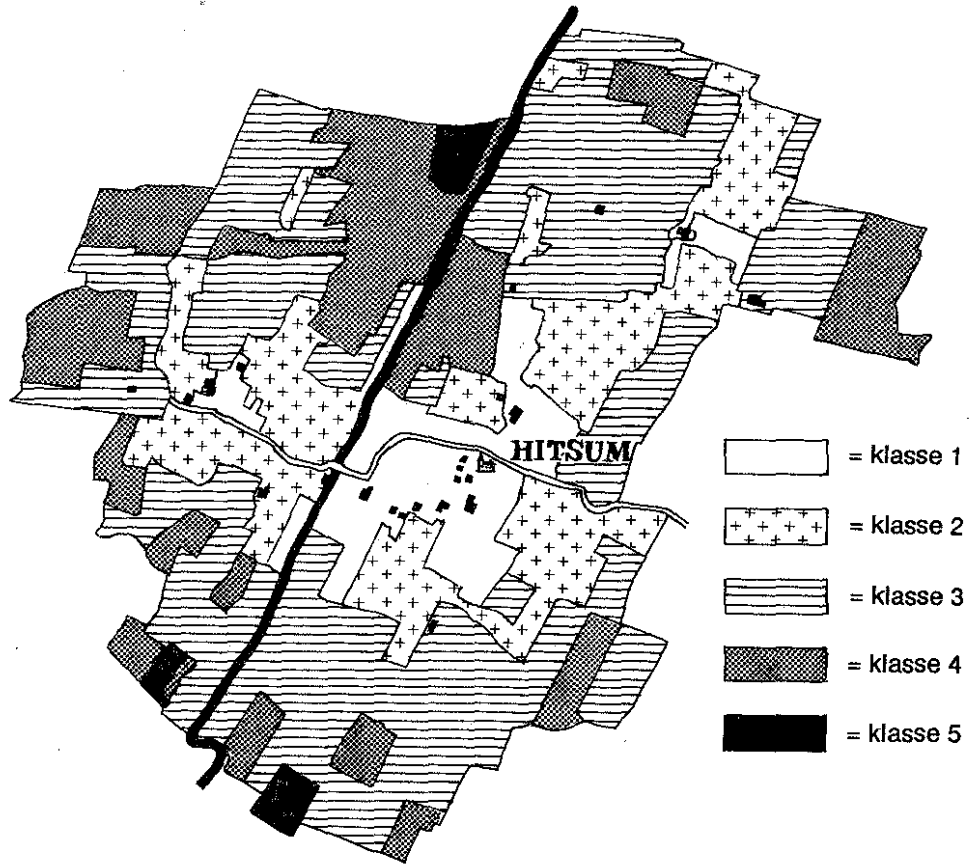 HITSUM
= klasse 1
= klasse 2
= klasse 3
= klasse 4
= klasse 5